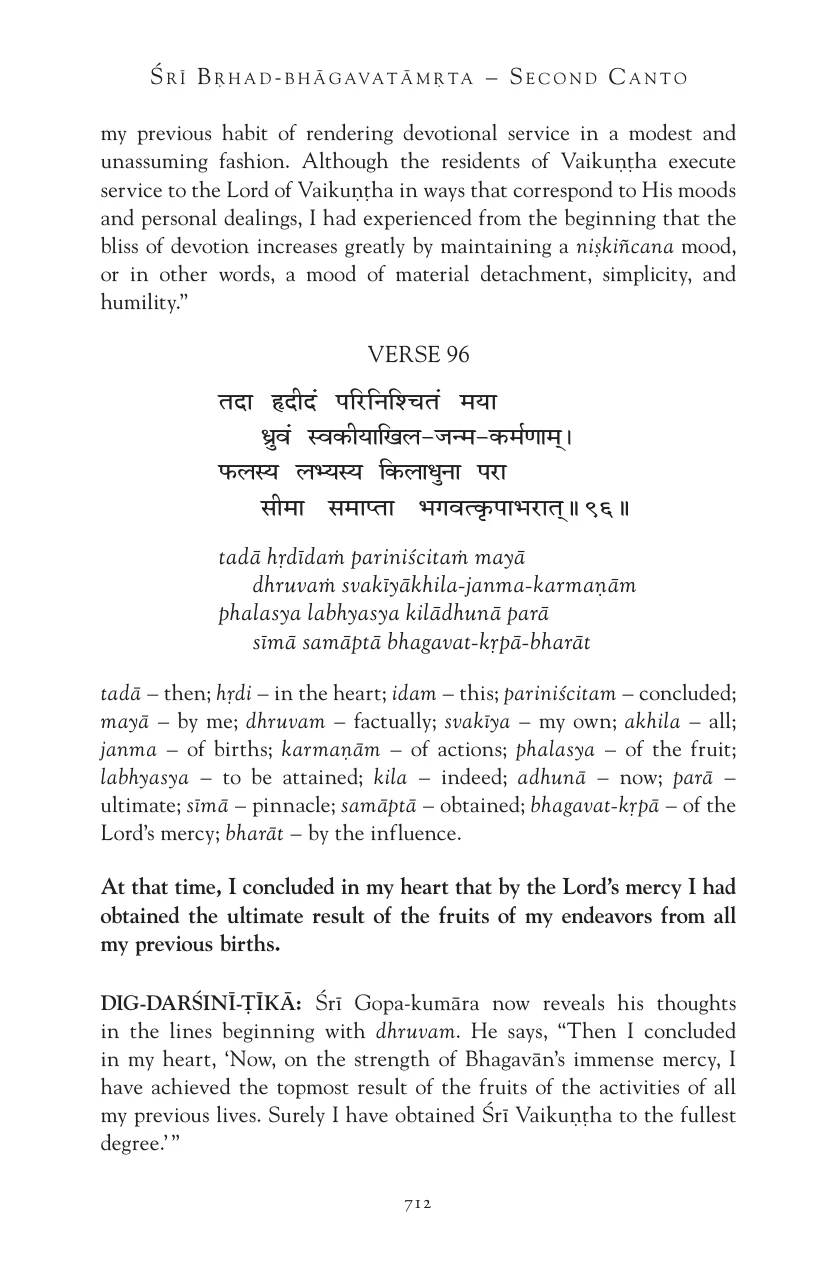 Śrī Bṛhad-bhāgavatāmṛta – Second Canto
my previous habit of rendering devotional service in a modest and
unassuming fashion. Although the residents of Vaikuṇṭha execute
service to the Lord of Vaikuṇṭha in ways that correspond to His moods
and personal dealings, I had experienced from the beginning that the
bliss of devotion increases greatly by maintaining a niṣkiñcana mood,
or in other words, a mood of material detachment, simplicity, and
humility.”
VERSE 96
तदा हृदीदं परिनिश्चितं मया
ध्रुवं स्वकीयाखिल–जन्म–कर्मणाम्।
फलस्य लभ्यस्य किलाधुना परा
सीमा समाप्ता भगवत्कृपाभरात्॥९६॥
tadā hṛdīdaṁ pariniścitaṁ mayā
dhruvaṁ svakīyākhila-janma-karmaṇām
phalasya labhyasya kilādhunā parā
sīmā samāptā bhagavat-kṛpā-bharāt
tadā – then; hṛdi – in the heart; idam – this; pariniścitam – concluded;
mayā – by me; dhruvam – factually; svakīya – my own; akhila – all;
janma – of births; karmaṇām – of actions; phalasya – of the fruit;
labhyasya – to be attained; kila – indeed; adhunā – now; parā –
ultimate; sīmā – pinnacle; samāptā – obtained; bhagavat-kṛpā – of the
Lord’s mercy; bharāt – by the influence.
At that time, I concluded in my heart that by the Lord’s mercy I had
obtained the ultimate result of the fruits of my endeavors from all
my previous births.
DIG-DARŚINĪ-ṬĪKĀ: Śrī Gopa-kumāra now reveals his thoughts
in the lines beginning with dhruvam. He says, “Then I concluded
in my heart, ‘Now, on the strength of Bhagavān’s immense mercy, I
have achieved the topmost result of the fruits of the activities of all
my previous lives. Surely I have obtained Śrī Vaikuṇṭha to the fullest
degree.’”
712